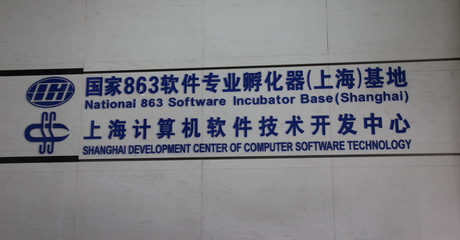 国家863软件专业孵化器(上海)基地
National 863 Software Incubator Base(Shanghai)
上海计算机软件技术开发中心
SHANGHAI DEVELOPMENT CENTER OF COMPUTER SOFTWARE TECHNOLOGY